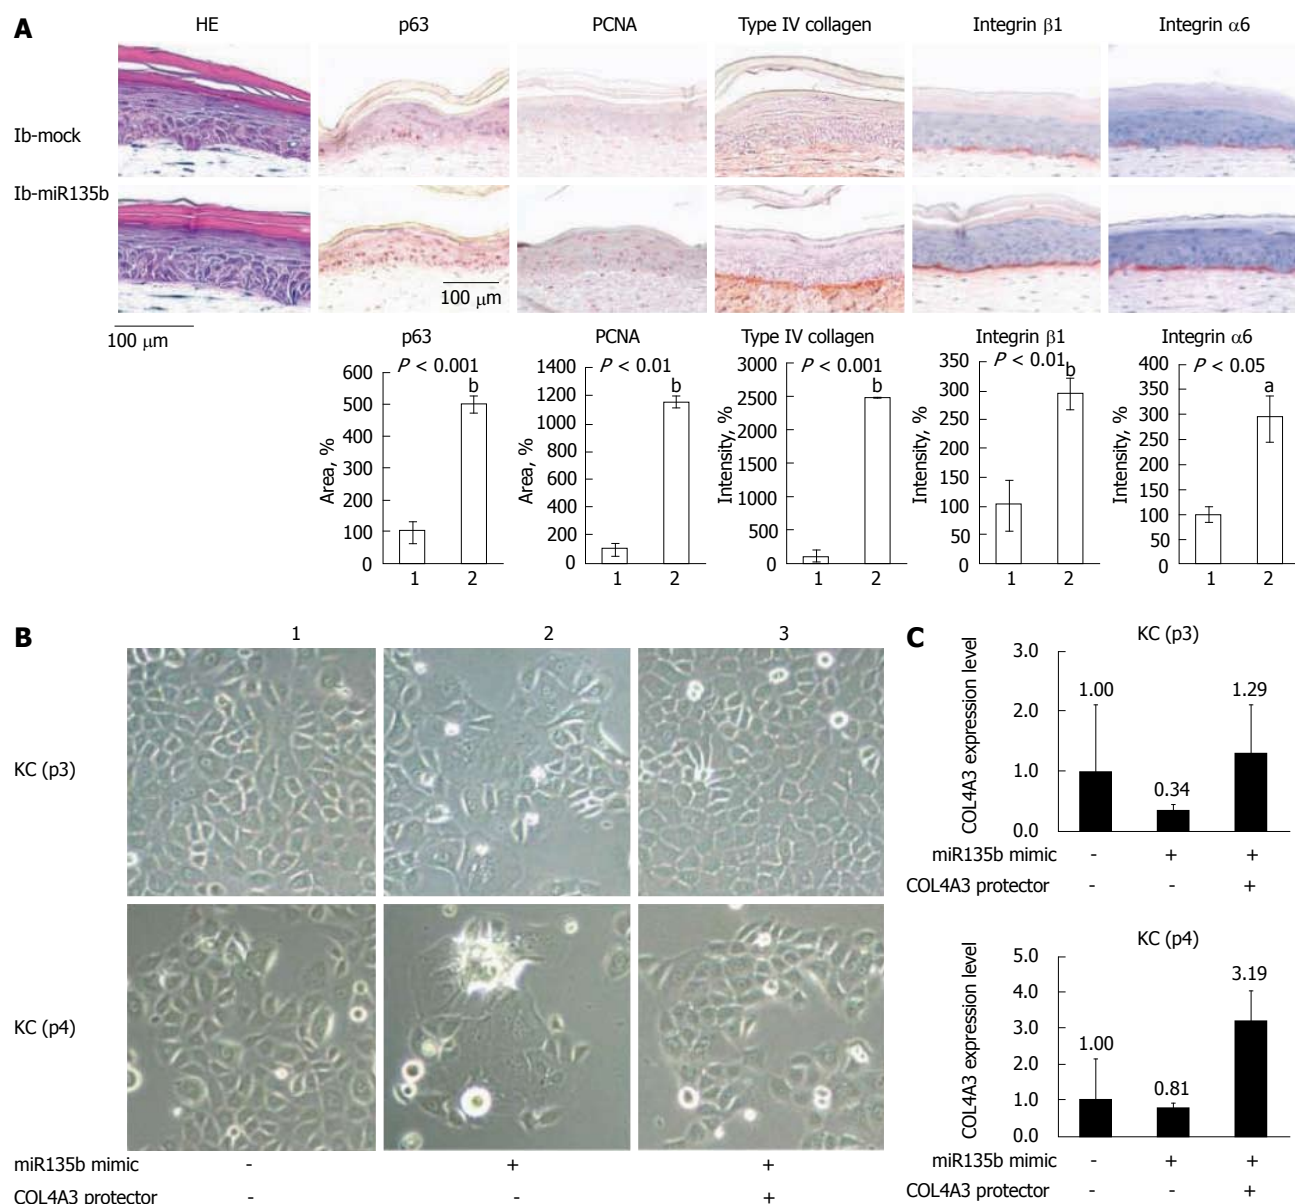 A
HE
p63
PCNA
Type IV collagen
Integrin β1
Integrin α6
Ib-mock
Ib-miR135b
100 μm
100 μm
p63
P < 0.001
b
Area, %
600
500
400
300
200
100
0
1 2
PCNA
P < 0.01
b
Area, %
1400
1200
1000
800
600
400
200
0
1 2
Type IV collagen
P < 0.001
b
Intensity, %
3000
2500
2000
1500
1000
500
0
1 2
Integrin β1
P < 0.01
b
Intensity, %
350
300
250
200
150
100
50
0
1 2
Integrin α6
P < 0.05
a
Intensity, %
400
350
300
250
200
150
100
50
0
1 2
B
1 2 3
KC (p3)
KC (p4)
miR135b mimic - + +
COL4A3 protector - - +
C
KC (p3)
COL4A3 expression level
3.0
2.0
1.0
0.0
1.00
0.34
1.29
miR135b mimic - + +
COL4A3 protector - - +
KC (p4)
COL4A3 expression level
5.0
4.0
3.0
2.0
1.0
0.0
1.00
0.81
3.19
miR135b mimic - + +
COL4A3 protector - - +